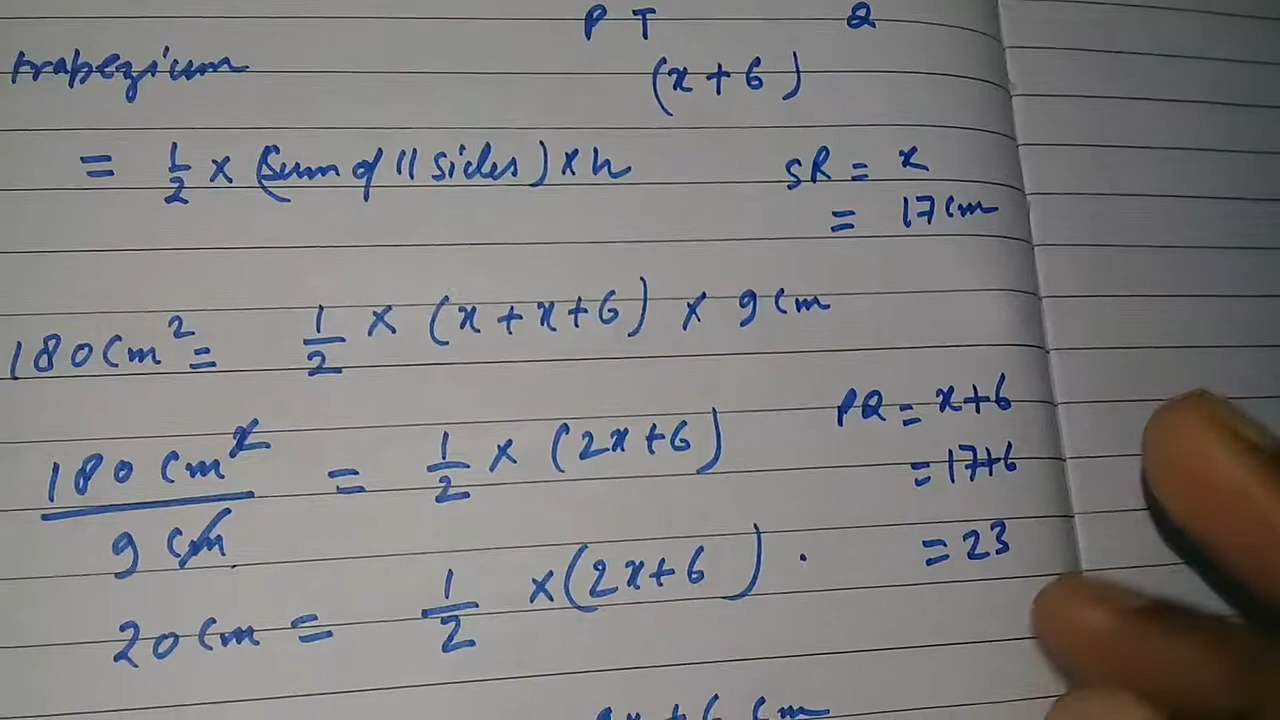 P T Q
trapezium
(x + 6)
= 1/2 × (Sum of 11 sides) × h
SR = x
= 17 cm
180 cm² = 1/2 × (x + x + 6) × 9 cm
PQ = x + 6
180 cm² / 9 cm = 1/2 × (2x + 6)
= 17 + 6
= 23
20 cm = 1/2 × (2x + 6) .